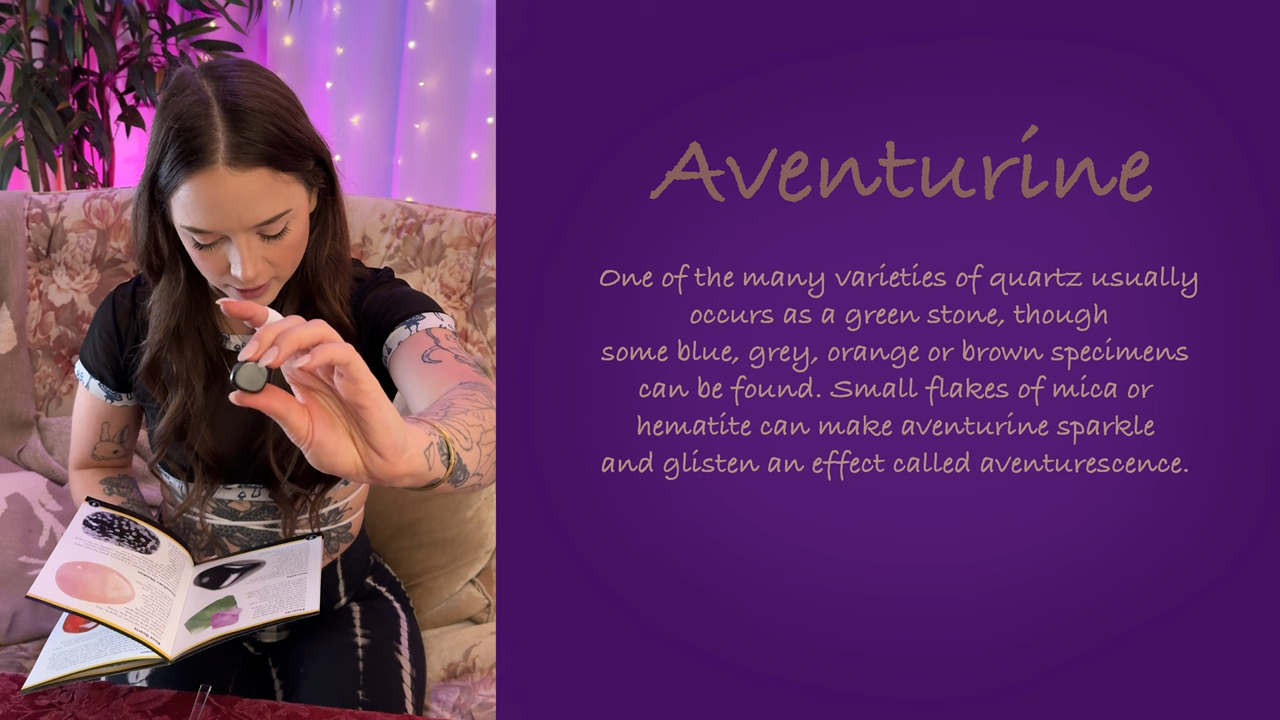 Aventurine
One of the many varieties of quartz usually
occurs as a green stone, though
some blue, grey, orange or brown specimens
can be found. Small flakes of mica or
hematite can make aventurine sparkle
and glisten an effect called aventurescence.